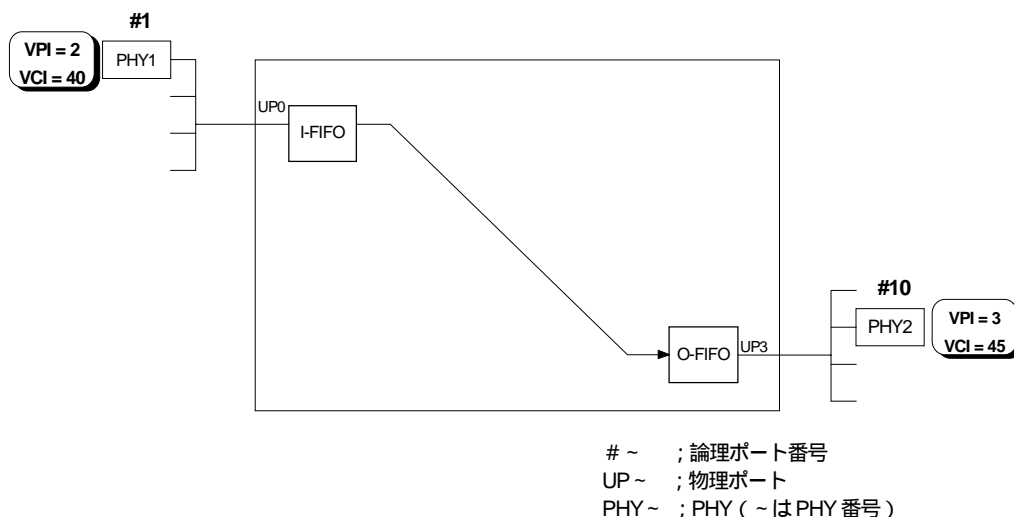 #1
VPI = 2
VCI = 40
PHY1
UP0
I-FIFO
#10
PHY2
VPI = 3
VCI = 45
O-FIFO
UP3
# ~ ; 論理ポート番号
UP ~ ; 物理ポート
PHY ~ ; PHY ( ~ は PHY 番号 )